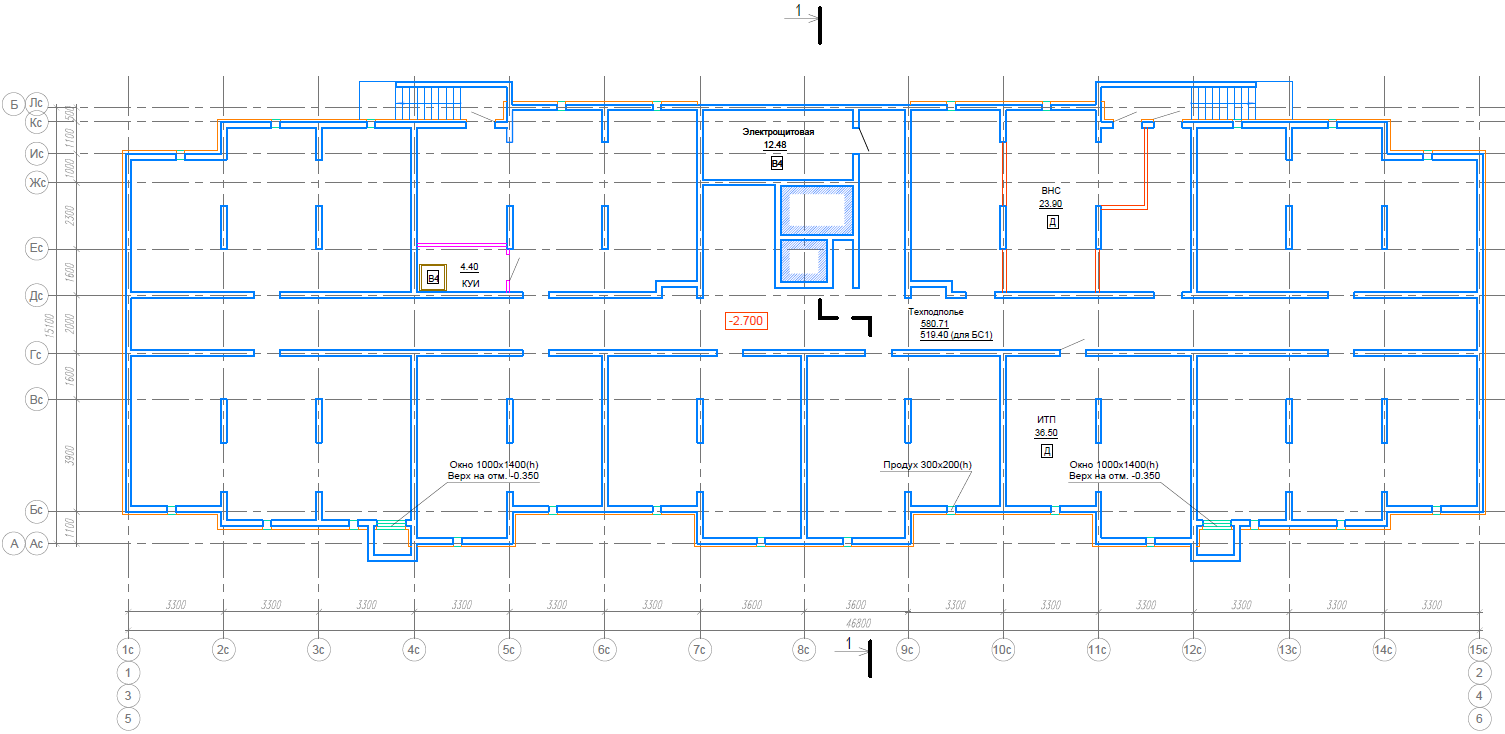 1
Б
Лс
Кс
Ис
Жс
Ес
Дс
Гс
Вс
Бс
А
Ас
500
1100
1000
2300
1600
2000
15100
1600
3900
1100
Электрощитовая
12.48
В4
ВНС
23.90
Д
В4
4.40
КУИ
-2.700
Техподполье
580.71
519.40 (для БС1)
ИТП
36.50
Д
Окно 1000х1400(h)
Верх на отм. -0.350
Продух 300х200(h)
Окно 1000х1400(h)
Верх на отм. -0.350
3300 3300 3300 3300 3300 3300 3600 3600 3300 3300 3300 3300 3300 3300
46800
1
1с 2с 3с 4с 5с 6с 7с 8с 9с 10с 11с 12с 13с 14с 15с
1 2
3 4
5 6